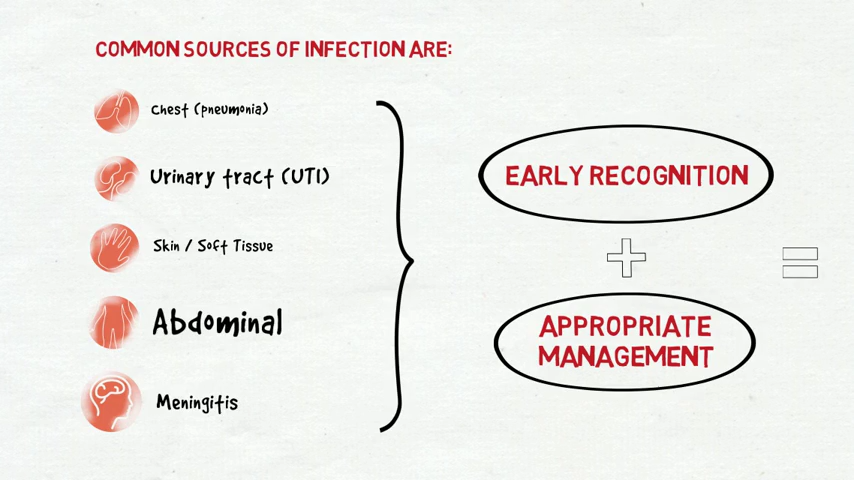 COMMON SOURCES OF INFECTION ARE:
Chest (pneumonia)
Urinary tract (UTI)
Skin / Soft Tissue
Abdominal
Meningitis
EARLY RECOGNITION
+
APPROPRIATE
MANAGEMENT
=